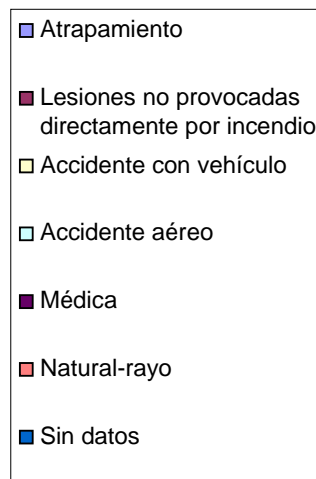 Atrapamiento
Lesiones no provocadas
directamente por incendio
Accidente con vehículo
Accidente aéreo
Médica
Natural-rayo
Sin datos